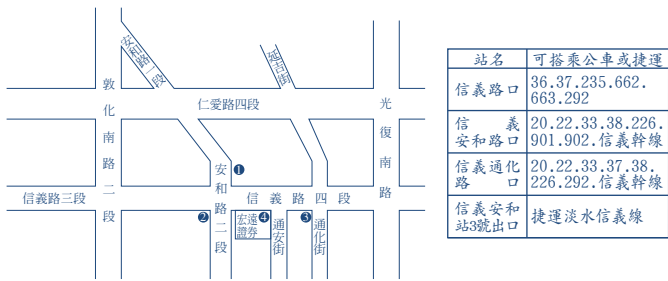 安和路一段
延吉街
敦化南路二段
仁愛路四段
光復南路
❶
安和路二段
信義路三段
信義路四段
❷
宏遠
證券
❹
通安街
❸
通化街
站名 可搭乘公車或捷運
信義路口 36.37.235.662.
663.292
信義
安和路口 20.22.33.38.226.
901.902.信義幹線
信義通化
路口 20.22.33.37.38.
226.292.信義幹線
信義安和
站3號出口 捷運淡水信義線